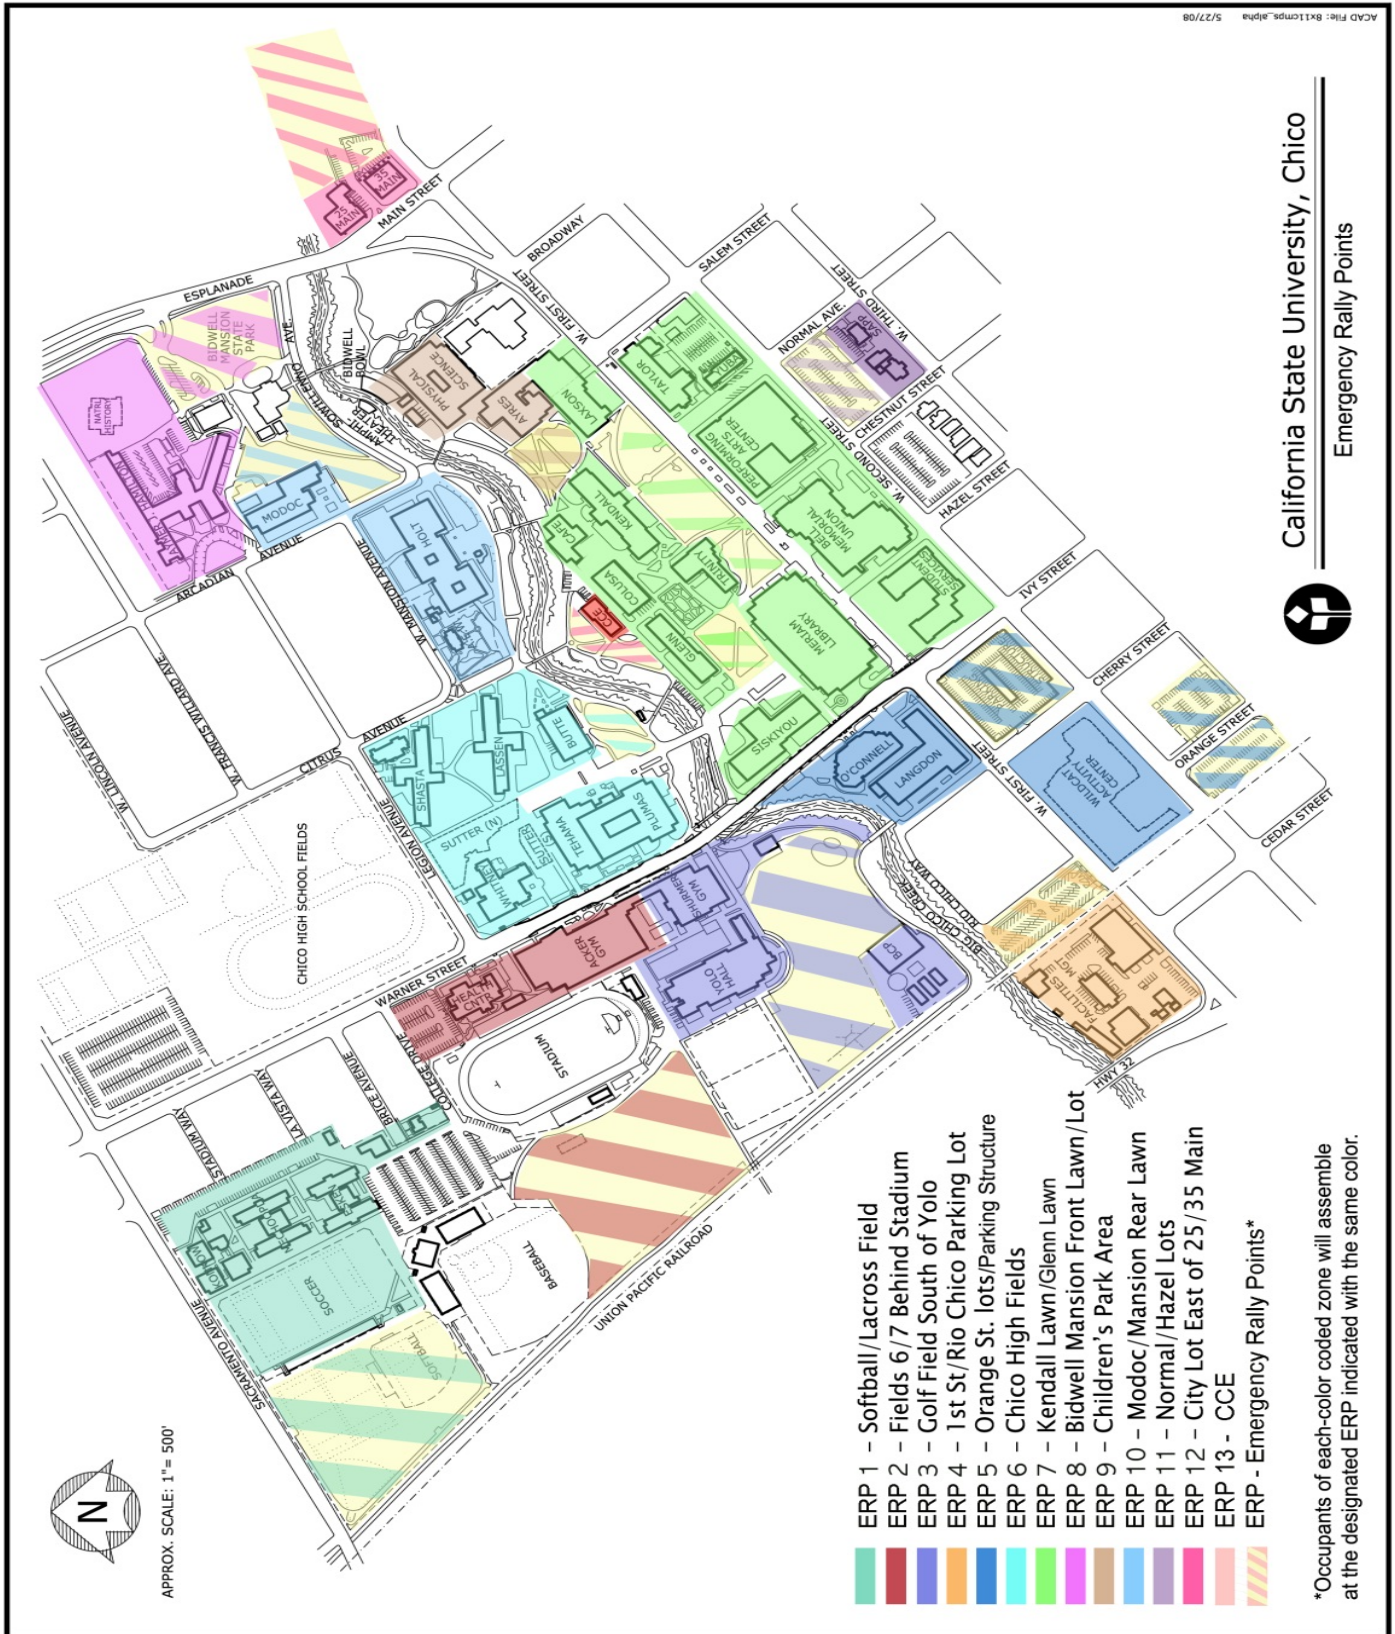 ACAD File: 8x11cmps_alpha 5/27/08
California State University, Chico
Emergency Rally Points
N
APPROX. SCALE: 1"= 500'
ESPLANADE
MAIN STREET
25
MAIN
35
MAIN
BROADWAY
SALEM STREET
W. FIRST STREET
NORMAL AVE.
W. THIRD STREET
SAPP
CHESTNUT STREET
W. SECOND STREET
HAZEL STREET
IVY STREET
CHERRY STREET
ORANGE STREET
CEDAR STREET
W. FIRST STREET
RIO CHICO WAY
BIG CHICO CREEK
HWY 32
BIDWELL
MANSION
STATE
PARK
SOWILLENNO AVE.
BIDWELL
BOWL
AMPHI
THEATER
NATRL
HISTORY
MODOC
ARCADIAN AVENUE
W. MANSION AVENUE
HOLT
PHYSICAL
SCIENCE
AYRES
LAXSON
TAYLOR
YUBA
PERFORMING
ARTS
CENTER
KENDALL
CAFE
COLUSA
TRINITY
CCE
GLENN
BELL
MEMORIAL
UNION
STUDENT
SERVICES
MERIAM
LIBRARY
SISKIYOU
O'CONNELL
LANGDON
WILDCAT
ACTIVITY
CENTER
W. LINCOLN AVENUE
W. FRANCIS WILLARD AVE.
CITRUS AVENUE
LEGION AVENUE
SHASTA
LASSEN
BUTTE
SUTTER (N)
SUTTER (S)
WHITNEY
TEHAMA
PLUMAS
CHICO HIGH SCHOOL FIELDS
WARNER STREET
HEALTH
CNTR
ACKER
GYM
SHURMER
GYM
YOLO
HALL
BCP
FACILITIES
MGT
STADIUM
COLLEGE DRIVE
BRICE AVENUE
LA VISTA WAY
STADIUM WAY
SOCCER
SOFTBALL
BASEBALL
SACRAMENTO AVENUE
UNION PACIFIC RAILROAD
ERP 1 – Softball/Lacross Field
ERP 2 – Fields 6/7 Behind Stadium
ERP 3 – Golf Field South of Yolo
ERP 4 – 1st St/Rio Chico Parking Lot
ERP 5 – Orange St. lots/Parking Structure
ERP 6 – Chico High Fields
ERP 7 – Kendall Lawn/Glenn Lawn
ERP 8 – Bidwell Mansion Front Lawn/Lot
ERP 9 – Children's Park Area
ERP 10 – Modoc/Mansion Rear Lawn
ERP 11 – Normal/Hazel Lots
ERP 12 – City Lot East of 25/35 Main
ERP 13 - CCE
ERP - Emergency Rally Points*
*Occupants of each-color coded zone will assemble
at the designated ERP indicated with the same color.